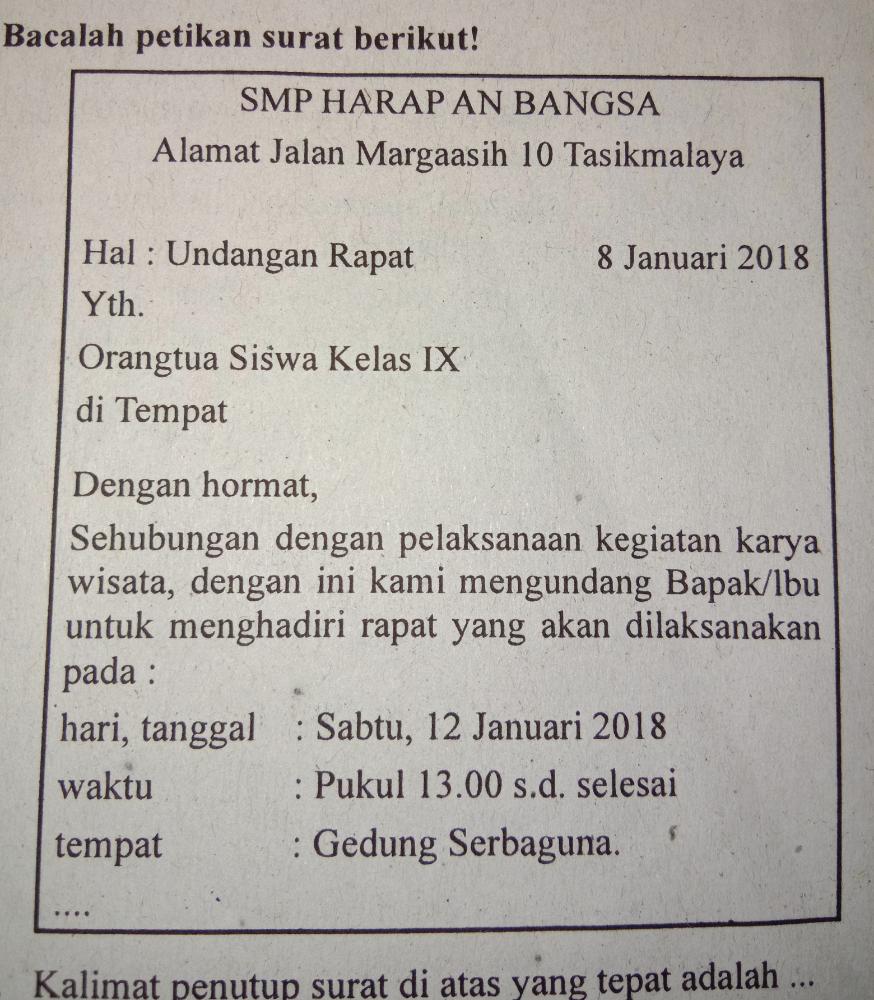 Bacalah petikan surat berikut!
SMP HARAP AN BANGSA
Alamat Jalan Margaasih 10 Tasikmalaya
Hal : Undangan Rapat 8 Januari 2018
Yth.
Orangtua Siswa Kelas IX
di Tempat
Dengan hormat,
Sehubungan dengan pelaksanaan kegiatan karya
wisata, dengan ini kami mengundang Bapak/lbu
untuk menghadiri rapat yang akan dilaksanakan
pada :
hari, tanggal : Sabtu, 12 Januari 2018
waktu : Pukul 13.00 s.d. selesai
tempat : Gedung Serbaguna.
....
Kalimat penutup surat di atas yang tepat adalah ...